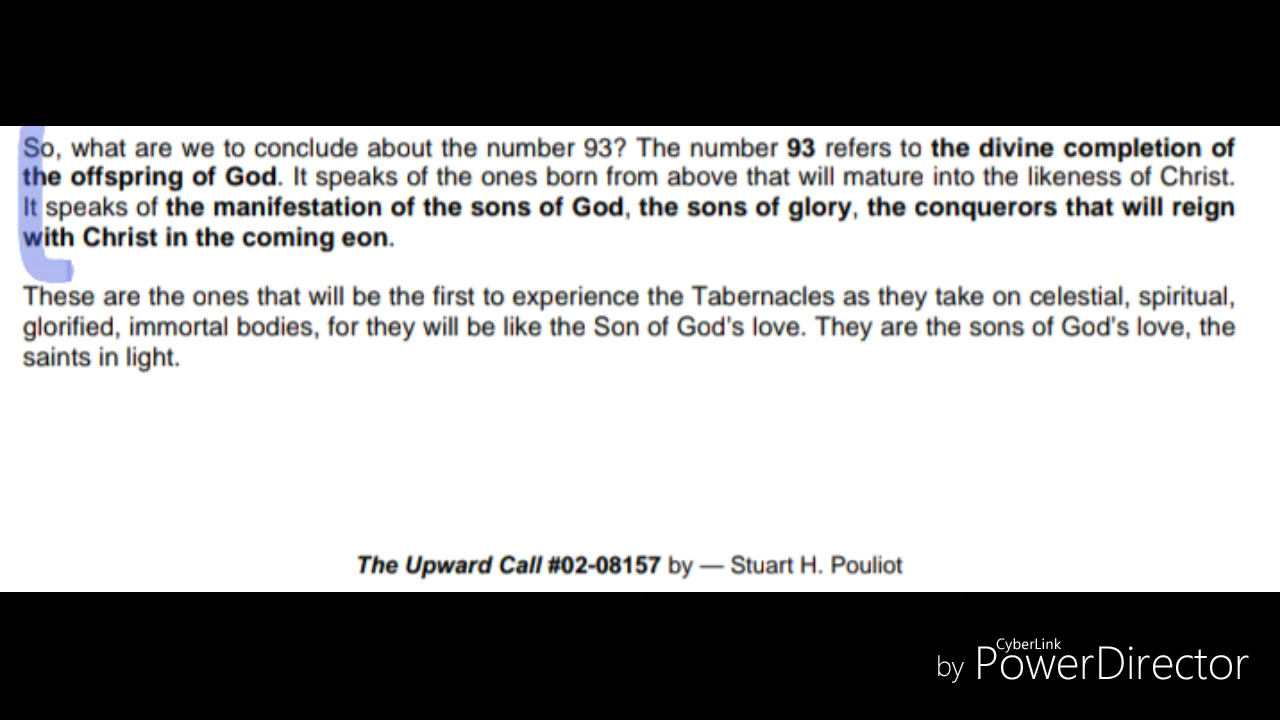 So, what are we to conclude about the number 93? The number 93 refers to the divine completion of
the offspring of God. It speaks of the ones born from above that will mature into the likeness of Christ.
It speaks of the manifestation of the sons of God, the sons of glory, the conquerors that will reign
with Christ in the coming eon.
These are the ones that will be the first to experience the Tabernacles as they take on celestial, spiritual,
glorified, immortal bodies, for they will be like the Son of God's love. They are the sons of God's love, the
saints in light.
The Upward Call #02-08157 by — Stuart H. Pouliot
CyberLink
by PowerDirector